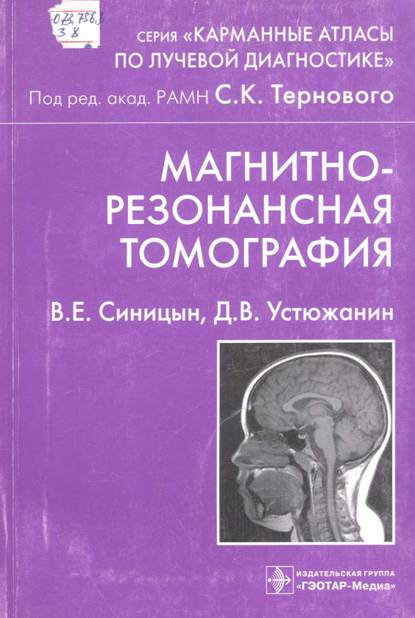 СЕРИЯ «КАРМАННЫЕ АТЛАСЫ
ПО ЛУЧЕВОЙ ДИАГНОСТИКЕ»
Под ред. акад. РАМН С.К. Тернового
МАГНИТНО-
РЕЗОНАНСНАЯ
ТОМОГРАФИЯ
В.Е. Синицын, Д.В. Устюжанин
ИЗДАТЕЛЬСКАЯ ГРУППА
«ГЭОТАР-Медиа»